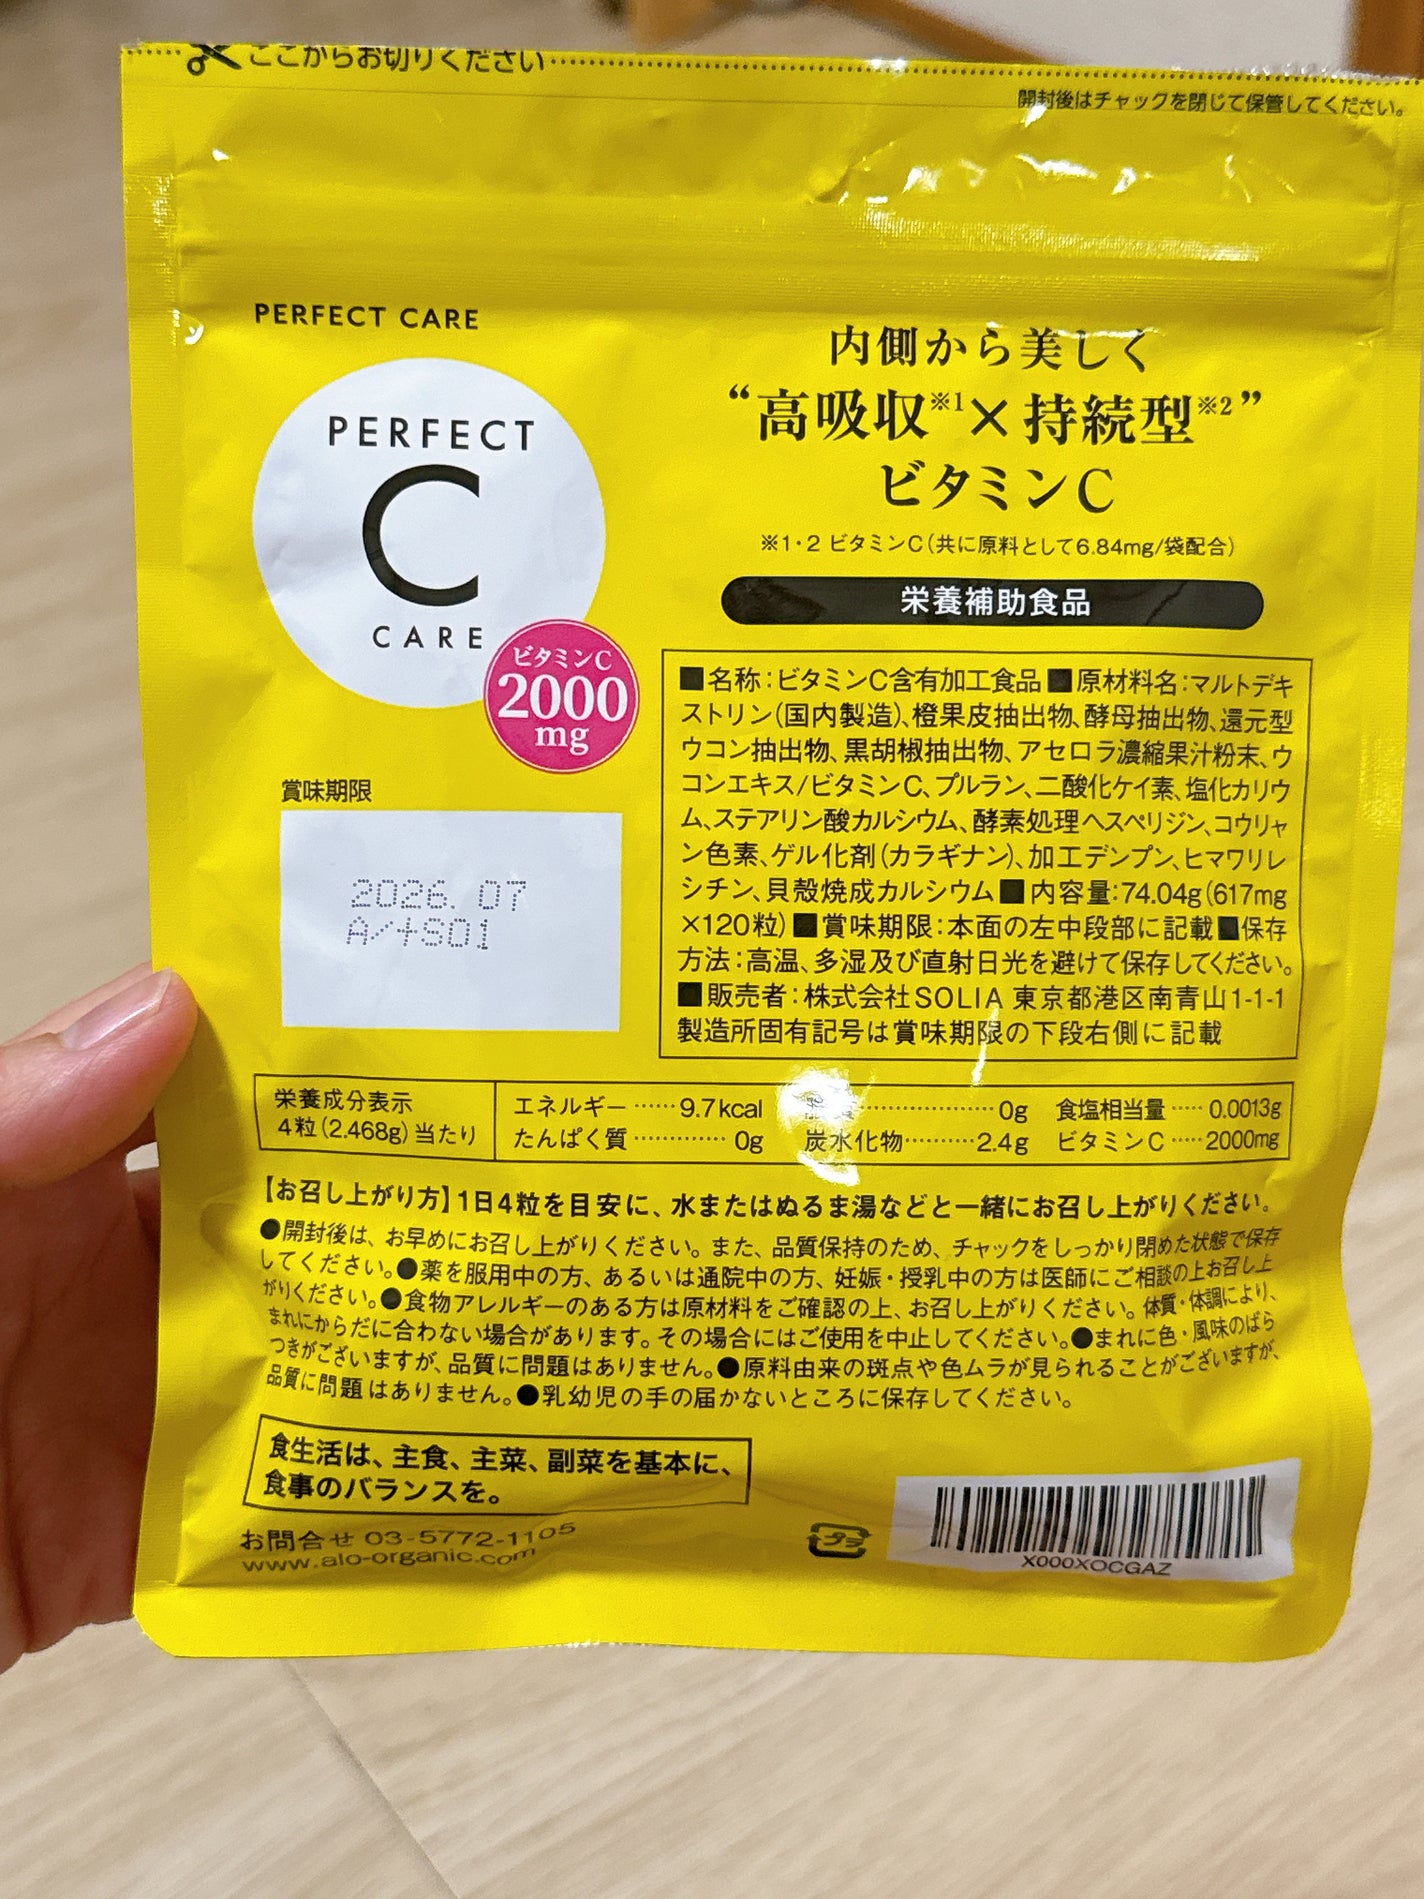 ここからお切りください
開封後はチャックを閉じて保管してください。
PERFECT CARE
PERFECT
C
CARE
ビタミンC
2000
mg
内側から美しく
“高吸収※1×持続型※2”
ビタミンC
※1・2 ビタミンC(共に原料として6.84mg/袋配合)
栄養補助食品
賞味期限
2026.07
A/+S01
■名称:ビタミンC含有加工食品■原材料名:マルトデキ
ストリン(国内製造)、橙果皮抽出物、酵母抽出物、還元型
ウコン抽出物、黒胡椒抽出物、アセロラ濃縮果汁粉末、ウ
コンエキス/ビタミンC、プルラン、二酸化ケイ素、塩化カリウ
ム、ステアリン酸カルシウム、酵素処理ヘスペリジン、コウリャ
ン色素、ゲル化剤(カラギナン)、加工デンプン、ヒマワリレ
シチン、貝殻焼成カルシウム■内容量:74.04g(617mg
×120粒)■賞味期限:本面の左中段部に記載■保存
方法:高温、多湿及び直射日光を避けて保存してください。
■販売者:株式会社SOLIA 東京都港区南青山1-1-1
製造所固有記号は賞味期限の下段右側に記載
栄養成分表示
4粒(2.468g)当たり
エネルギー……9.7kcal
たんぱく質…………0g
質…………0g
炭水化物………2.4g
食塩相当量……0.0013g
ビタミンC……2000mg
【お召し上がり方】1日4粒を目安に、水またはぬるま湯などと一緒にお召し上がりください。
●開封後は、お早めにお召し上がりください。また、品質保持のため、チャックをしっかり閉めた状態で保存
してください。●薬を服用中の方、あるいは通院中の方、妊娠・授乳中の方は医師にご相談の上お召し上
がりください。●食物アレルギーのある方は原材料をご確認の上、お召し上がりください。体質・体調により、
まれにからだに合わない場合があります。その場合にはご使用を中止してください。●まれに色・風味のばら
つきがございますが、品質に問題はありません。●原料由来の斑点や色ムラが見られることがございますが、
品質に問題はありません。●乳幼児の手の届かないところに保存してください。
食生活は、主食、主菜、副菜を基本に、
食事のバランスを。
お問合せ 03-5772-1105
www.alo-organic.com
プラ
X000XOCGAZ